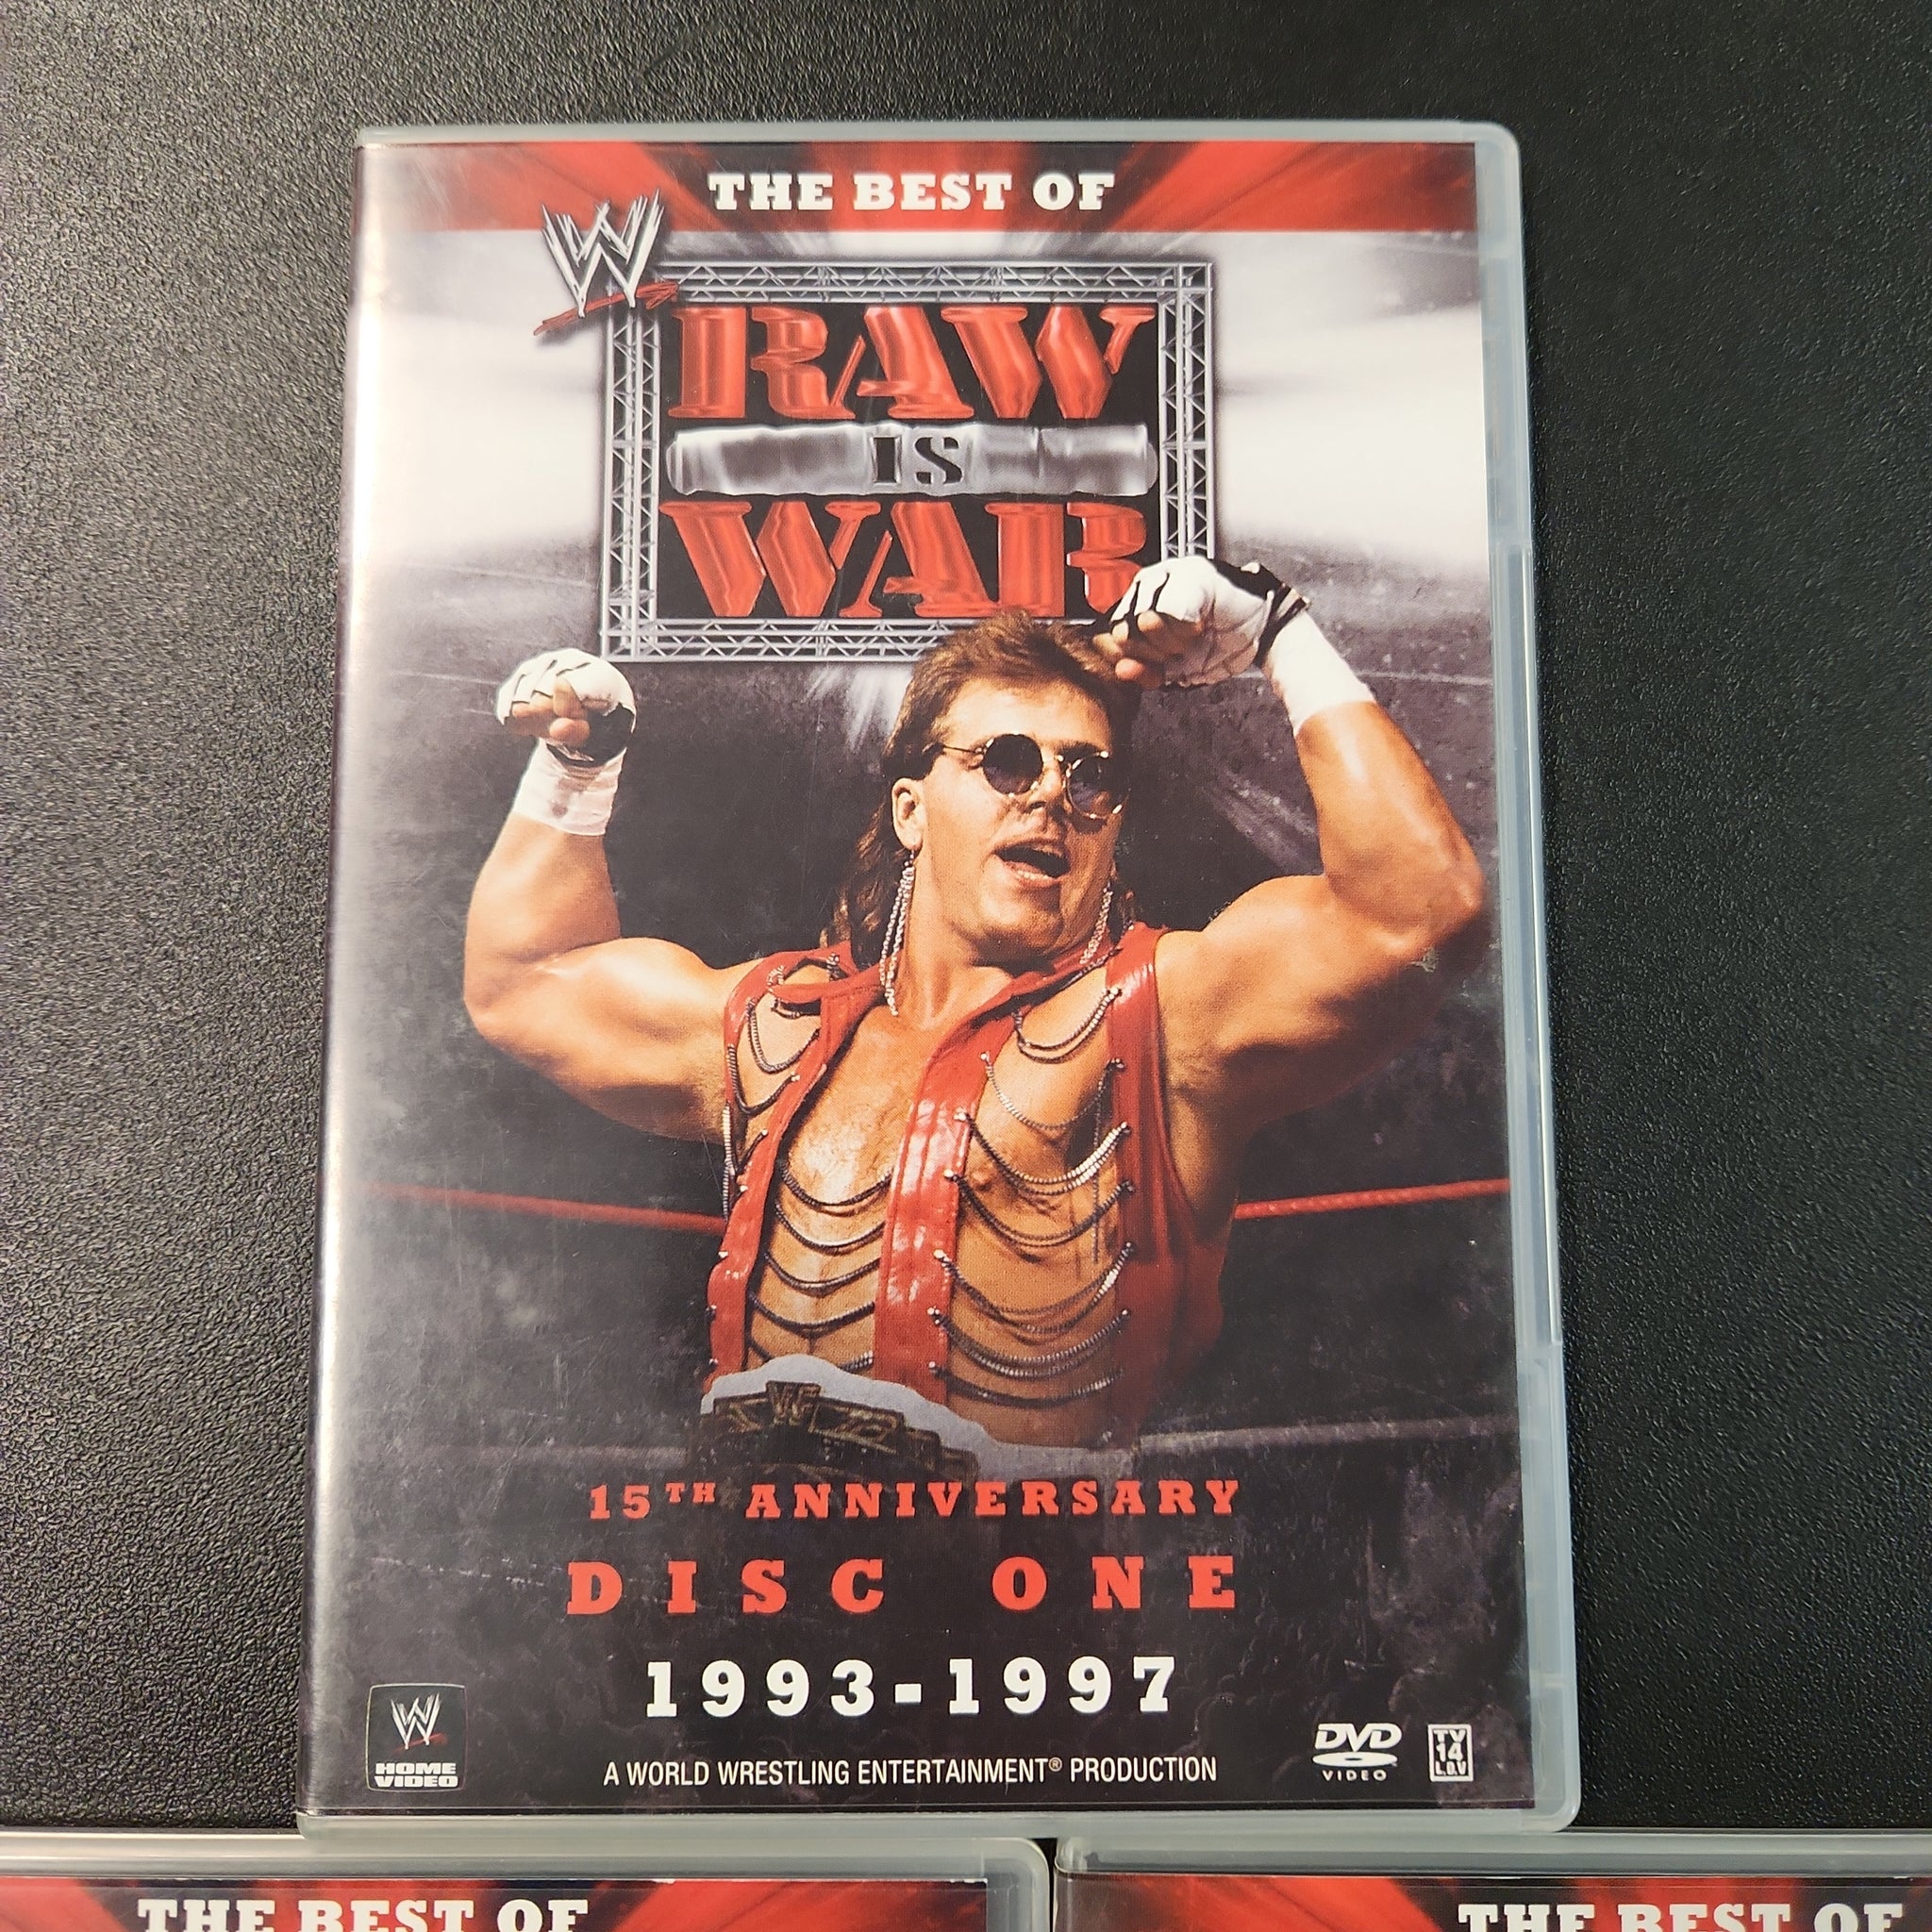 THE BEST OF
W
RAW
IS
WAR
15TH ANNIVERSARY
DISC ONE
1993-1997
W
HOME
VIDEO
A WORLD WRESTLING ENTERTAINMENT® PRODUCTION
DVD
VIDEO
TV
14
L,D,V
THE BEST OF
THE BEST OF